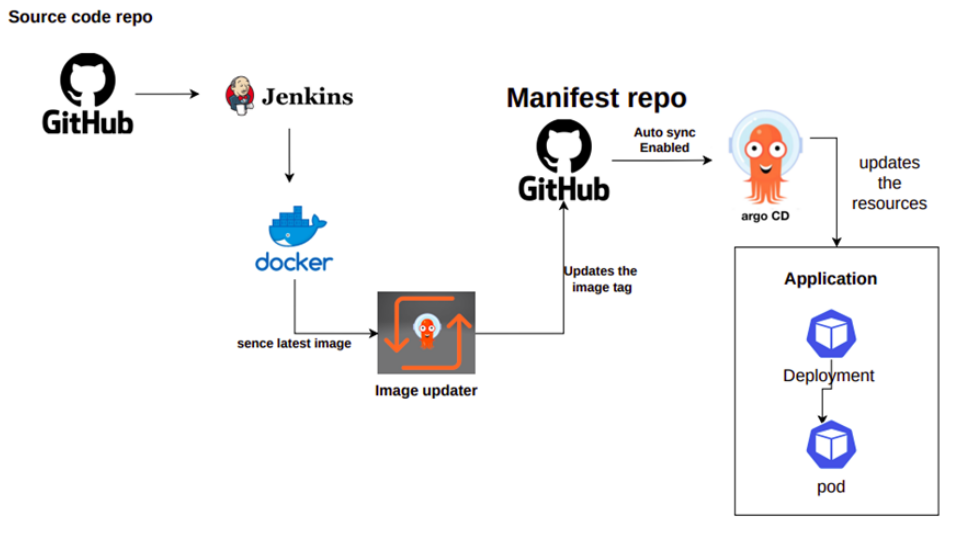 Source code repo
GitHub
Jenkins
docker
sence latest image
Image updater
Updates the
image tag
Manifest repo
GitHub
Auto sync
Enabled
argo CD
updates
the
resources
Application
Deployment
pod